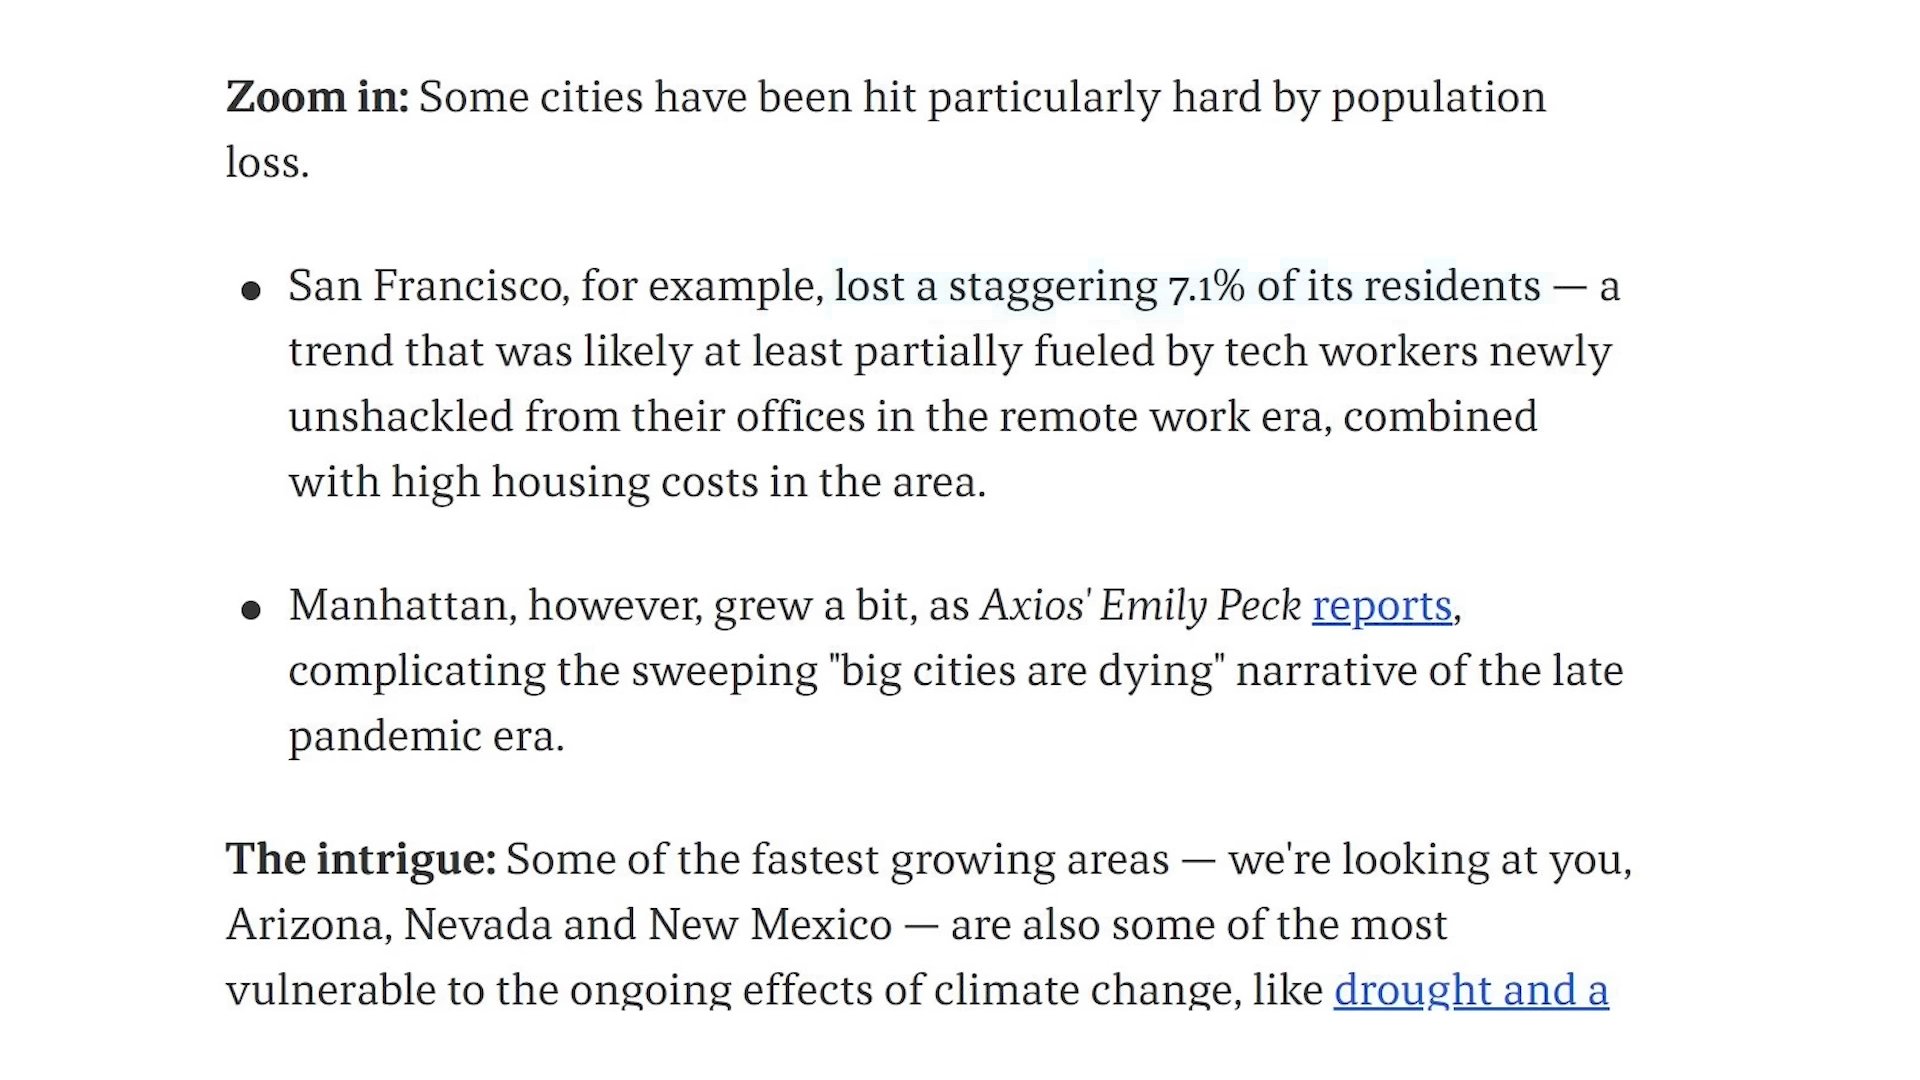 Zoom in: Some cities have been hit particularly hard by population
loss.
● San Francisco, for example, lost a staggering 7.1% of its residents — a
trend that was likely at least partially fueled by tech workers newly
unshackled from their offices in the remote work era, combined
with high housing costs in the area.
● Manhattan, however, grew a bit, as Axios' Emily Peck reports,
complicating the sweeping "big cities are dying" narrative of the late
pandemic era.
The intrigue: Some of the fastest growing areas — we're looking at you,
Arizona, Nevada and New Mexico — are also some of the most
vulnerable to the ongoing effects of climate change, like drought and a